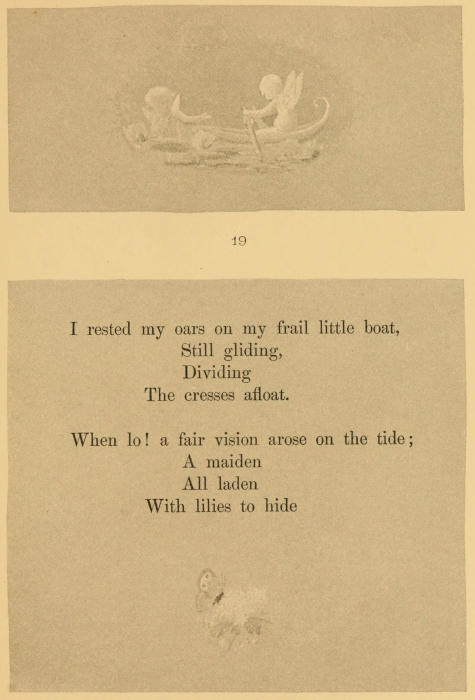 19
I rested my oars on my frail little boat,
Still gliding,
Dividing
The cresses afloat.
When lo! a fair vision arose on the tide;
A maiden
All laden
With lilies to hide